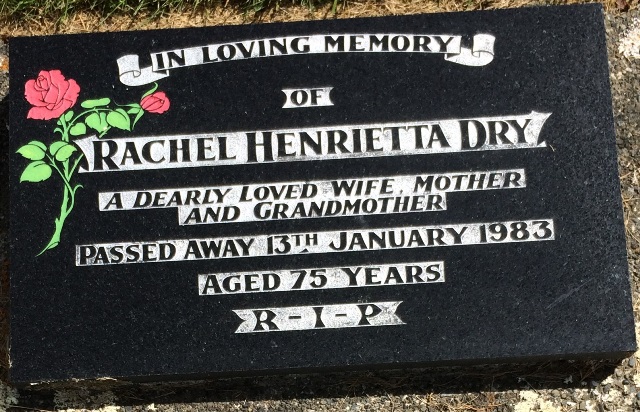 IN LOVING MEMORY
OF
RACHEL HENRIETTA DRY
A DEARLY LOVED WIFE, MOTHER
AND GRANDMOTHER
PASSED AWAY 13TH JANUARY 1983
AGED 75 YEARS
R-I-P